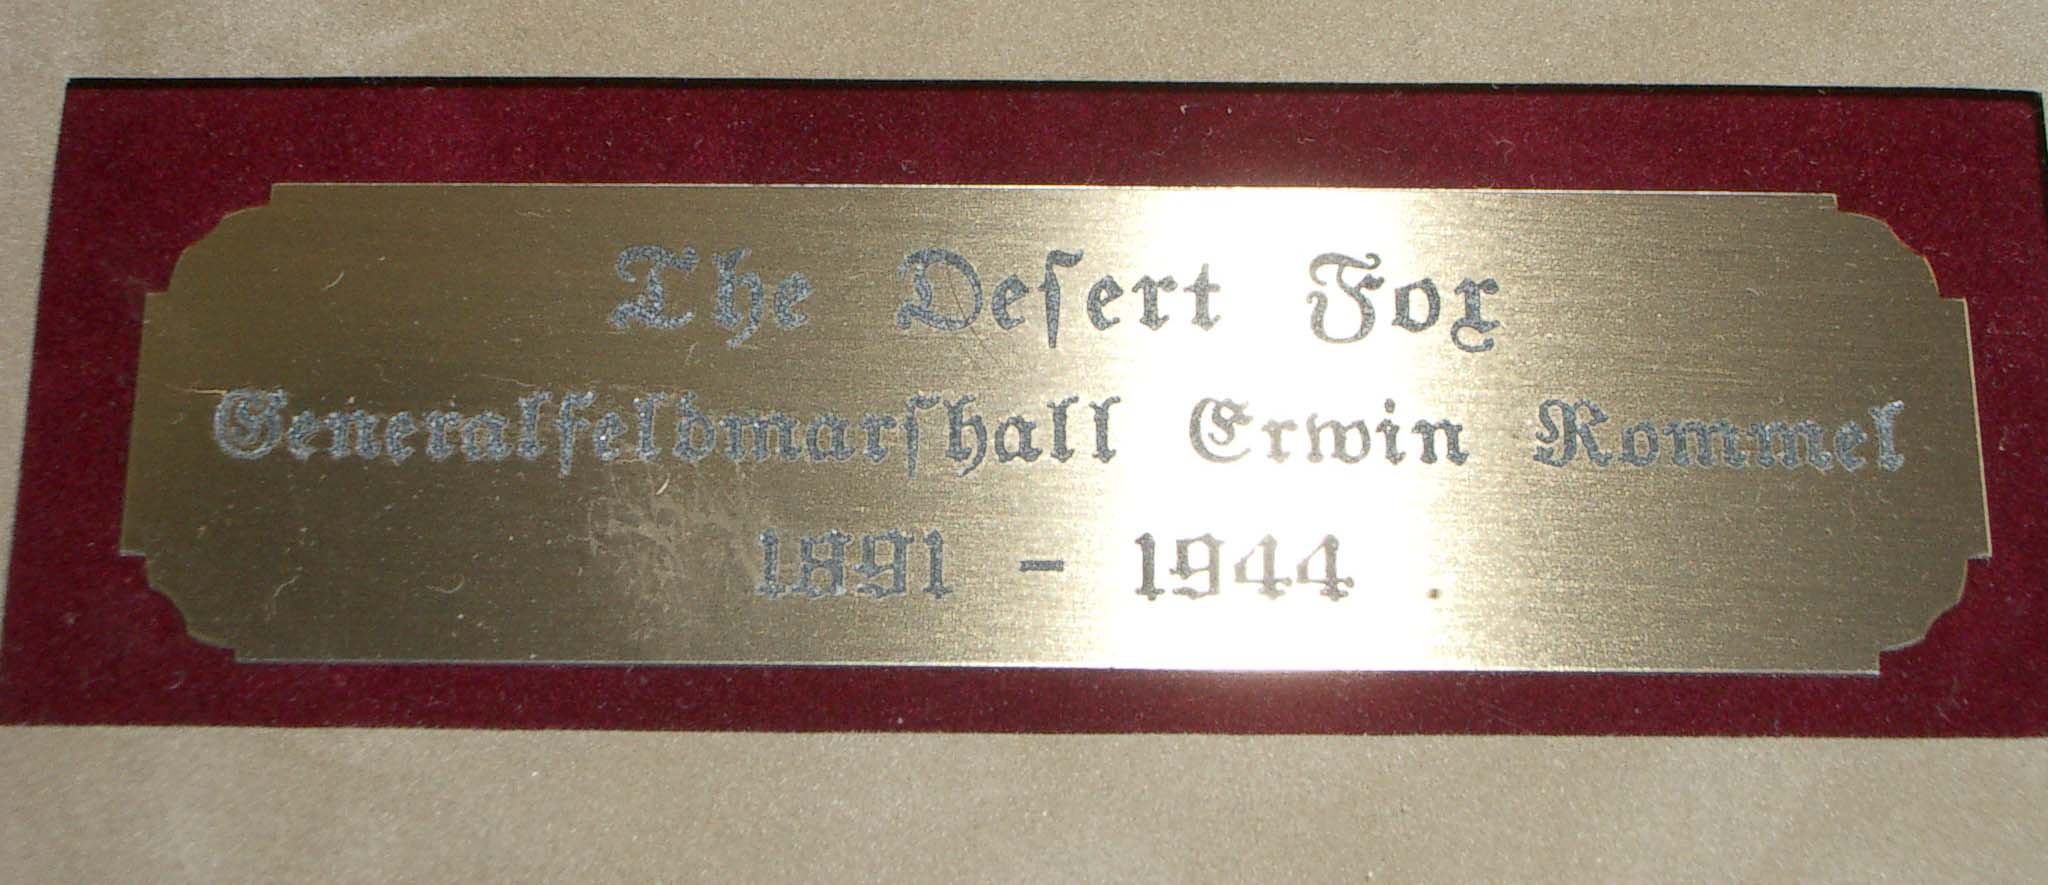 The Deſert Fox
Generalfeldmarſhall Erwin Rommel
1891 - 1944